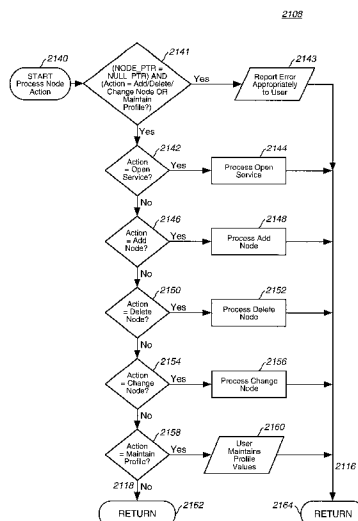 2108
2140
START
Process Node
Action
2141
(NODE_PTR =
NULL_PTR) AND
(Action = Add/Delete/
Change Node OR
Maintain
Profile?)
Yes
2143
Report Error
Appropriately
to User
Yes
2142
Action
= Open
Service?
Yes
2144
Process Open
Service
No
2146
Action
= Add
Node?
Yes
2148
Process Add
Node
No
2150
Action
= Delete
Node?
Yes
2152
Process Delete
Node
No
2154
Action
= Change
Node?
Yes
2156
Process Change
Node
No
2158
Action
= Maintain
Profile?
Yes
2160
User
Maintains
Profile
Values
2116
2118
No
RETURN
2162
2164
RETURN